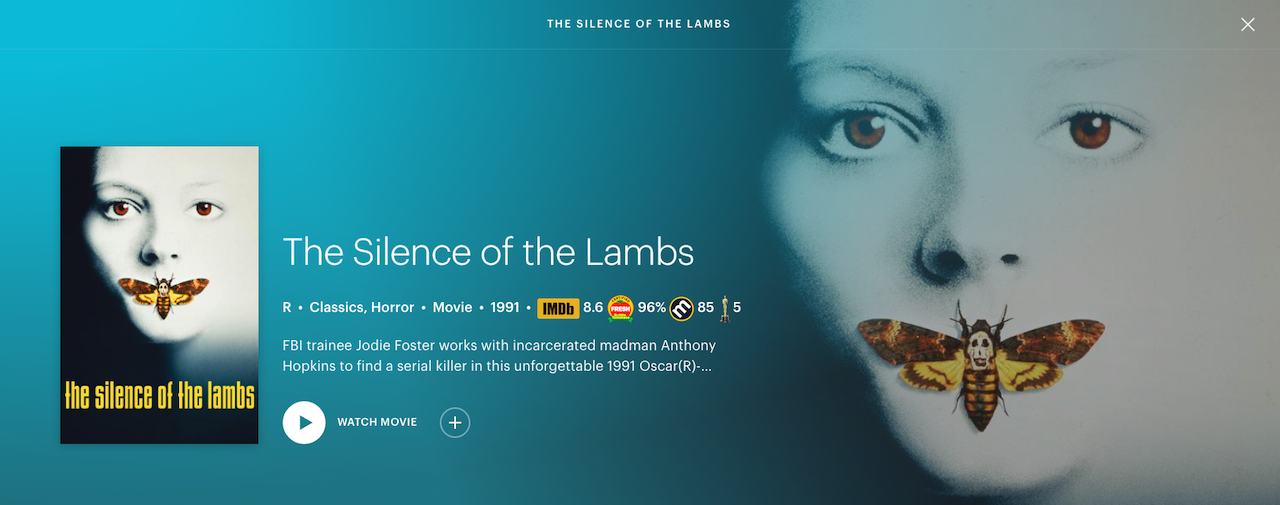 THE SILENCE OF THE LAMBS
the silence of the lambs
The Silence of the Lambs
R • Classics, Horror • Movie • 1991 • IMDb 8.6 FRESH 96% m 85 5
FBI trainee Jodie Foster works with incarcerated madman Anthony
Hopkins to find a serial killer in this unforgettable 1991 Oscar(R)-...
WATCH MOVIE